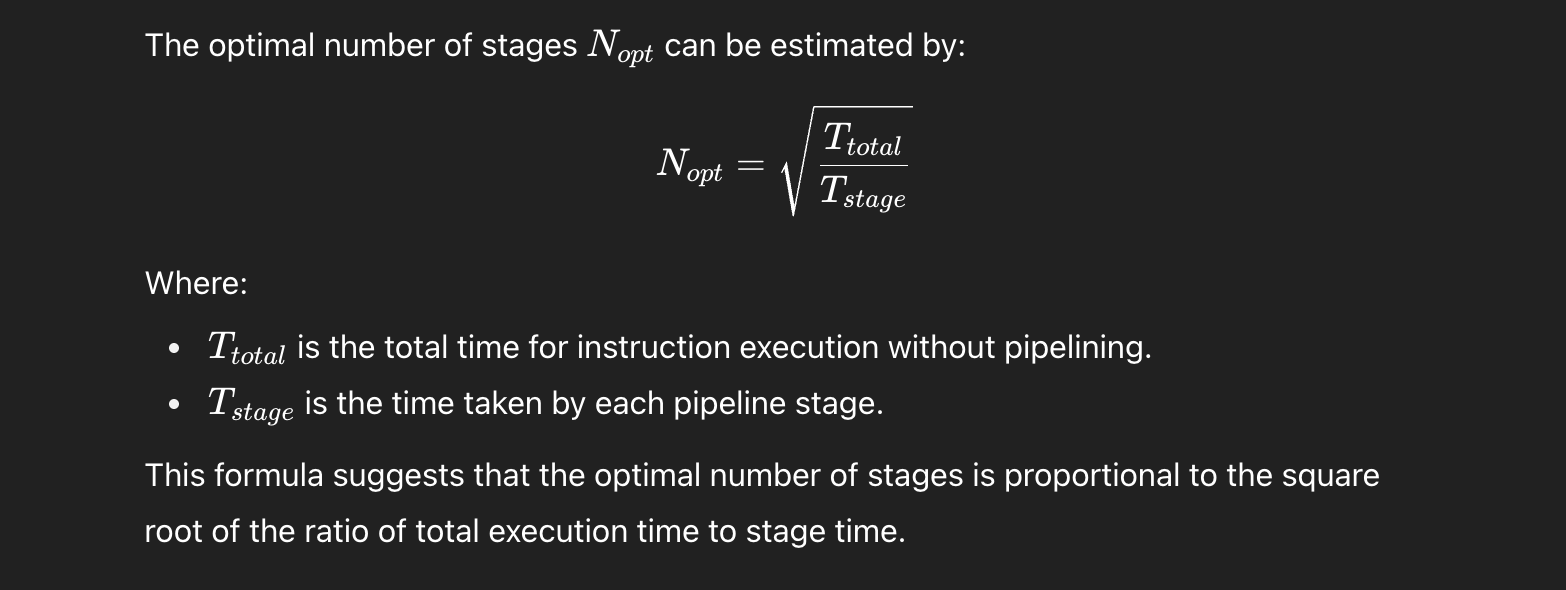 The optimal number of stages $N_{opt}$ can be estimated by:
$N_{opt} = \sqrt{\frac{T_{total}}{T_{stage}}}$
Where:
• $T_{total}$ is the total time for instruction execution without pipelining.
• $T_{stage}$ is the time taken by each pipeline stage.
This formula suggests that the optimal number of stages is proportional to the square
root of the ratio of total execution time to stage time.